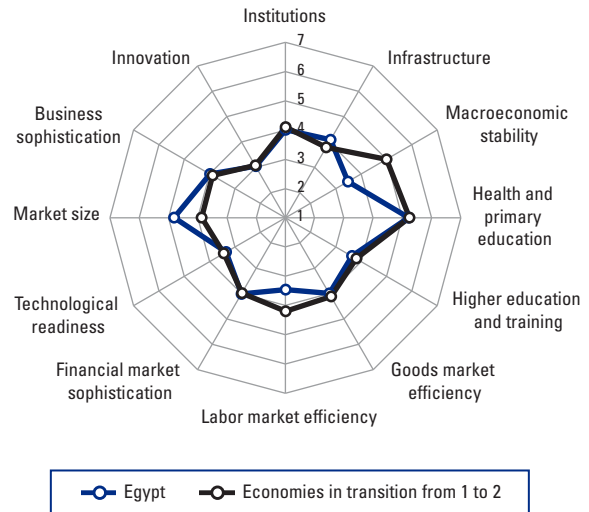 Institutions
7
6
5
4
3
2
1
Infrastructure
Macroeconomic
stability
Health and
primary
education
Higher education
and training
Goods market
efficiency
Labor market efficiency
Financial market
sophistication
Technological
readiness
Market size
Business
sophistication
Innovation
Egypt
Economies in transition from 1 to 2